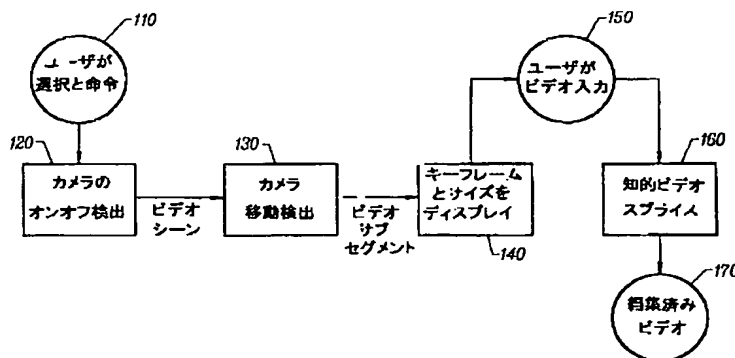 110
ユーザが
選択と命令
120
カメラの
オンオフ検出
ビデオ
シーン
130
カメラ
移動検出
ビデオ
サブ
セグメント
キーフレーム
とサイズを
ディスプレイ
140
150
ユーザが
ビデオ入力
160
知的ビデオ
スプライス
170
編集済み
ビデオ